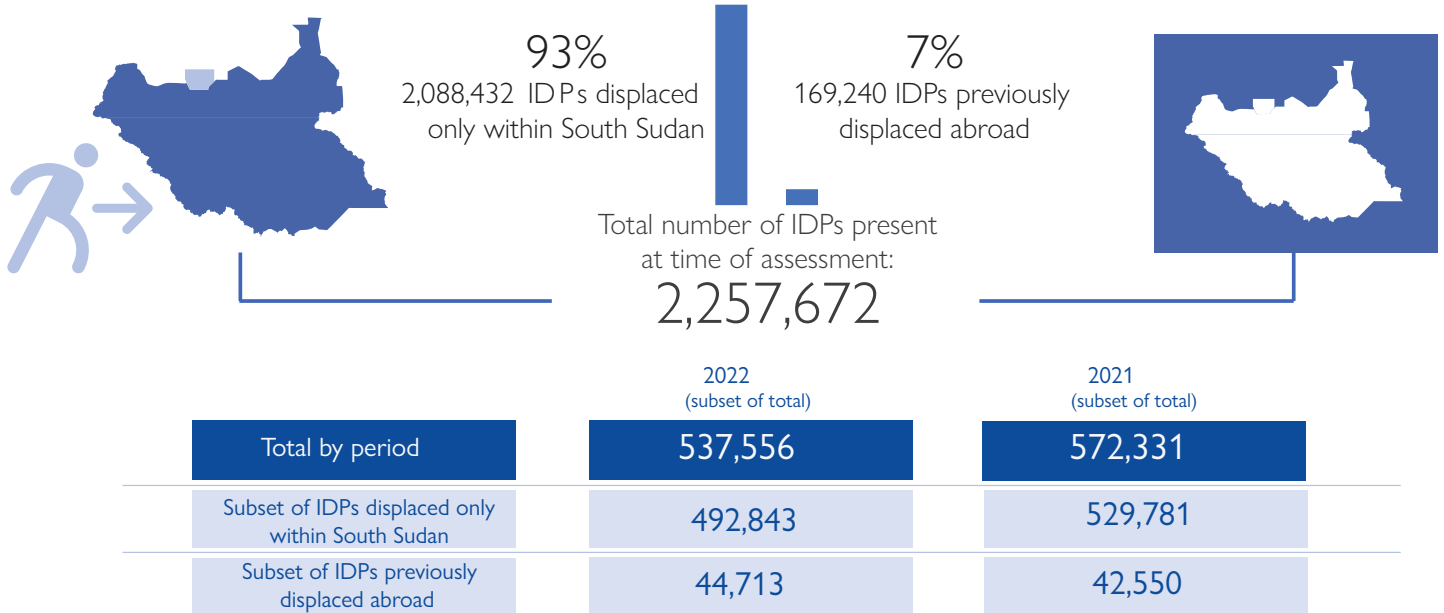 93%
2,088,432 IDPs displaced
only within South Sudan
7%
169,240 IDPs previously
displaced abroad
Total number of IDPs present
at time of assessment:
2,257,672
2022
(subset of total)
2021
(subset of total)
Total by period
537,556
572,331
Subset of IDPs displaced only
within South Sudan
492,843
529,781
Subset of IDPs previously
displaced abroad
44,713
42,550